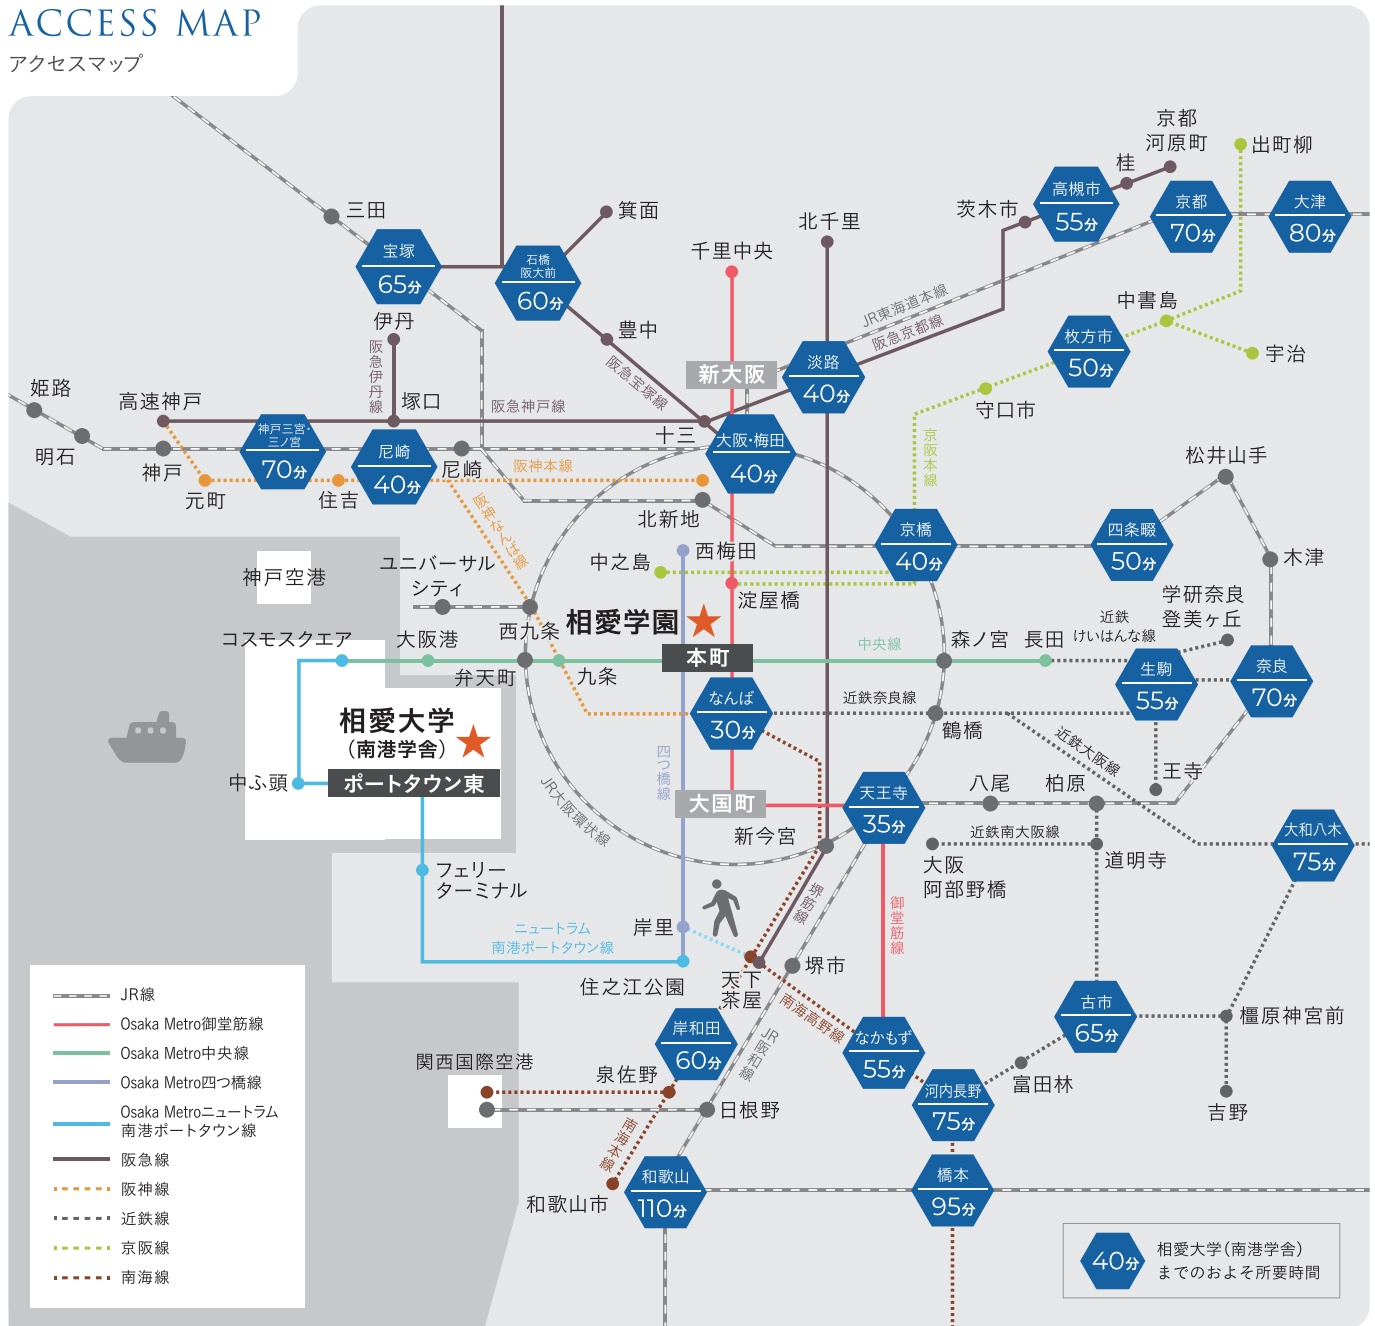 ACCESS MAP
アクセスマップ
京都
河原町
出町柳
桂
高槻市
55分
茨木市
京都
70分
大津
80分
三田
宝塚
65分
石橋
阪大前
60分
箕面
千里中央
北千里
JR東海道本線
阪急京都線
中書島
宇治
枚方市
50分
守口市
京阪本線
伊丹
阪急伊丹線
豊中
阪急宝塚線
新大阪
淡路
40分
姫路
明石
高速神戸
塚口
阪急神戸線
十三
神戸
神戸三宮・
三ノ宮
70分
尼崎
40分
尼崎
大阪・梅田
40分
元町
住吉
阪神本線
阪神なんば線
北新地
松井山手
京橋
40分
四条畷
50分
木津
神戸空港
ユニバーサル
シティ
西梅田
中之島
淀屋橋
学研奈良
登美ヶ丘
近鉄
けいはんな線
相愛学園
本町
コスモスクエア
大阪港
西九条
弁天町
九条
中央線
森ノ宮
長田
生駒
55分
奈良
70分
なんば
30分
近鉄奈良線
鶴橋
近鉄大阪線
王寺
相愛大学
(南港学舎)
ポートタウン東
中ふ頭
四つ橋線
大国町
JR大阪環状線
新今宮
天王寺
35分
八尾
柏原
近鉄南大阪線
大阪
阿部野橋
道明寺
大和八木
75分
フェリー
ターミナル
ニュートラム
南港ポートタウン線
岸里
堺筋線
御堂筋線
住之江公園
天下
茶屋
堺市
南海高野線
古市
65分
橿原神宮前
富田林
吉野
岸和田
60分
JR阪和線
なかもず
55分
河内長野
75分
関西国際空港
泉佐野
日根野
南海本線
和歌山市
和歌山
110分
橋本
95分
JR線
Osaka Metro御堂筋線
Osaka Metro中央線
Osaka Metro四つ橋線
Osaka Metroニュートラム
南港ポートタウン線
阪急線
阪神線
近鉄線
京阪線
南海線
40分
相愛大学(南港学舎)
までのおよそ所要時間